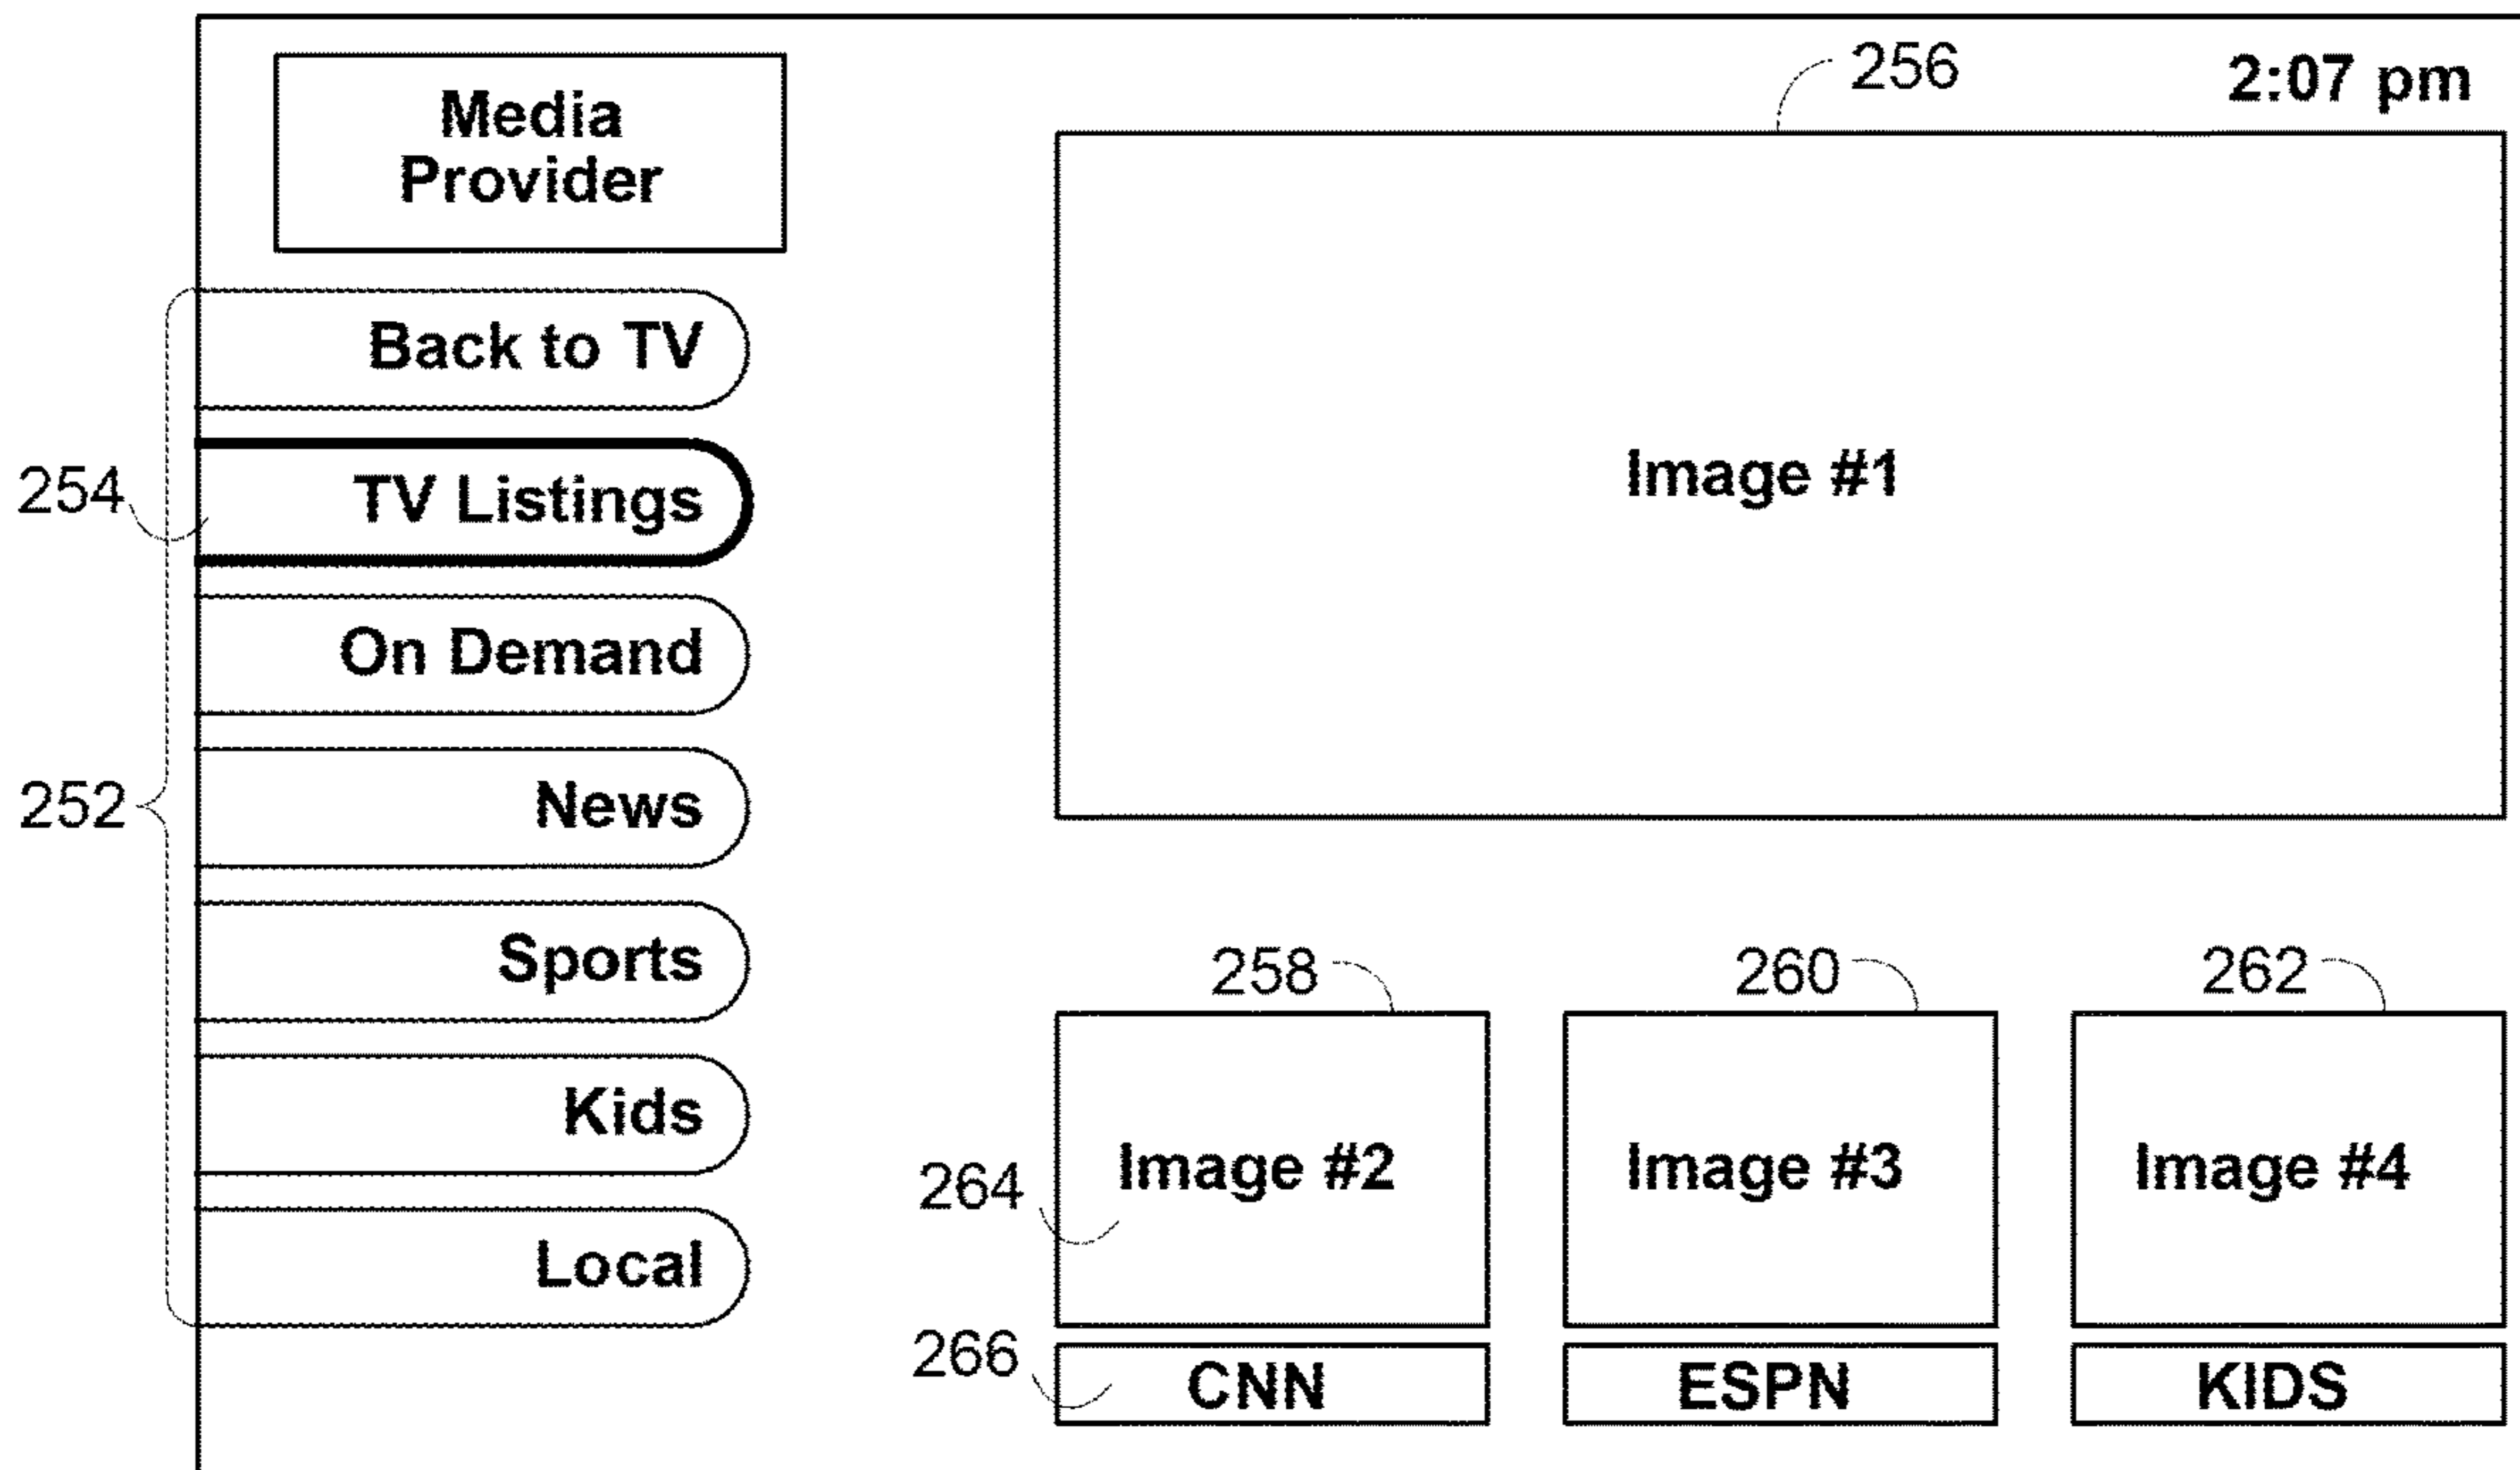 256
2:07 pm
Media
Provider
Back to TV
254
TV Listings
Image #1
On Demand
252
News
Sports
258
260
262
Kids
264
Image #2
Image #3
Image #4
Local
266
CNN
ESPN
KIDS